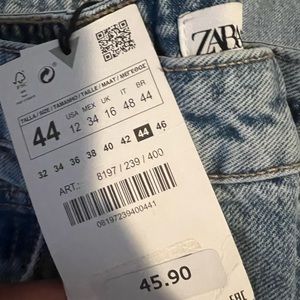 ZARA
TALLA / SIZE / TAMANHO / TAILLE / MAAT / ΜΕΓΕΘΟΣ
44
USA MEX UK IT BR
12 34 16 48 44
32 34 36 38 40 42 44 46
ART.:
8197 / 239 / 400
08197239400441
45.90